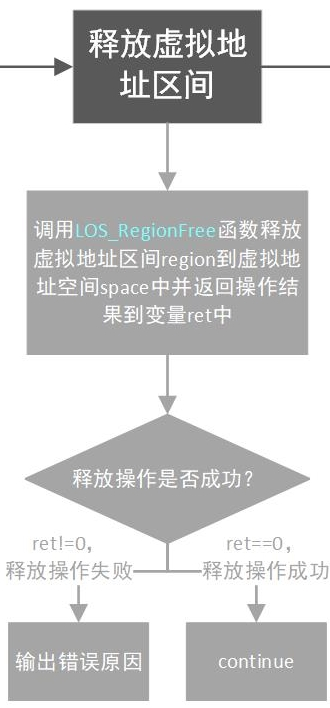 释放虚拟地
址区间
调用LOS_RegionFree函数释放
虚拟地址区间region到虚拟地
址空间space中并返回操作结
果到变量ret中
释放操作是否成功?
ret!=0,
释放操作失败
ret==0,
释放操作成功
输出错误原因
continue